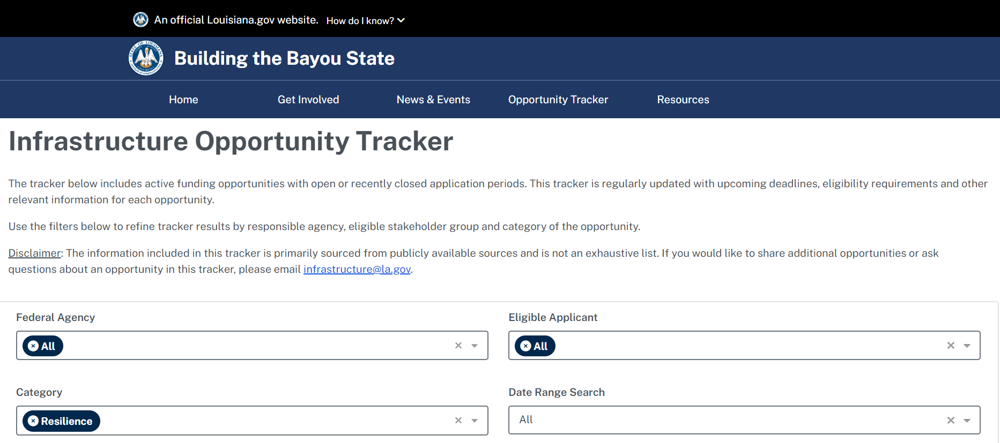 An official Louisiana.gov website. How do I know?
Building the Bayou State
Home Get Involved News & Events Opportunity Tracker Resources
Infrastructure Opportunity Tracker
The tracker below includes active funding opportunities with open or recently closed application periods. This tracker is regularly updated with upcoming deadlines, eligibility requirements and other
relevant information for each opportunity.
Use the filters below to refine tracker results by responsible agency, eligible stakeholder group and category of the opportunity.
Disclaimer: The information included in this tracker is primarily sourced from publicly available sources and is not an exhaustive list. If you would like to share additional opportunities or ask
questions about an opportunity in this tracker, please email infrastructure@la.gov.
Federal Agency
All
Eligible Applicant
All
Category
Resilience
Date Range Search
All